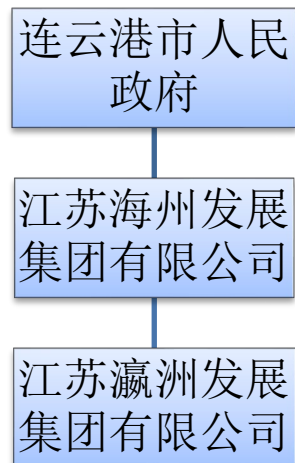 连云港市人民
政府
江苏海州发展
集团有限公司
江苏瀛洲发展
集团有限公司